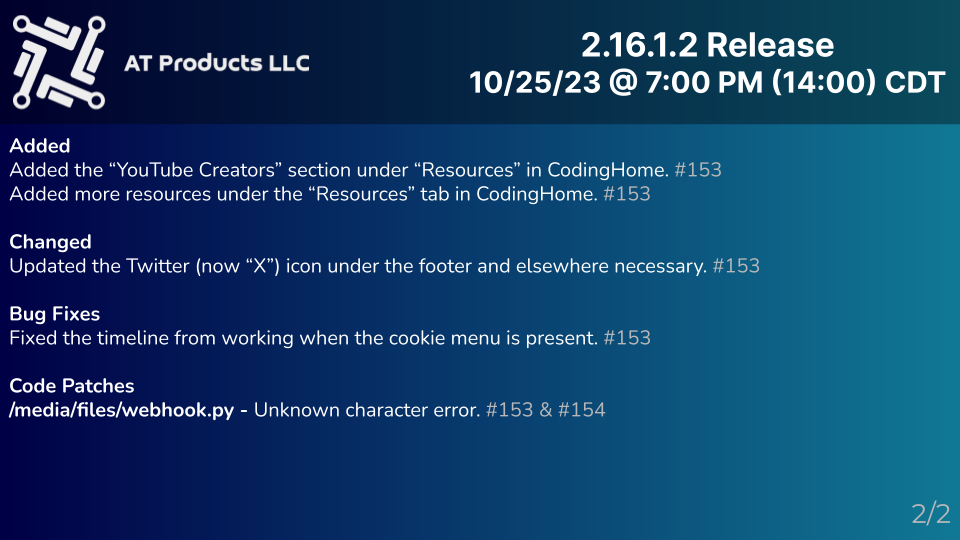 AT Products LLC
2.16.1.2 Release
10/25/23 @ 7:00 PM (14:00) CDT
Added
Added the “YouTube Creators” section under “Resources” in CodingHome. #153
Added more resources under the “Resources” tab in CodingHome. #153
Changed
Updated the Twitter (now “X”) icon under the footer and elsewhere necessary. #153
Bug Fixes
Fixed the timeline from working when the cookie menu is present. #153
Code Patches
/media/files/webhook.py - Unknown character error. #153 & #154
2/2